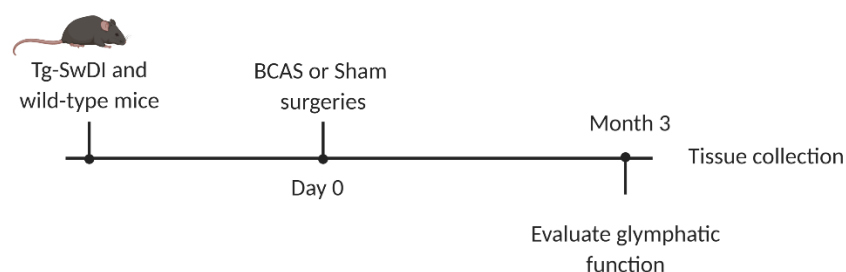 Tg-SwDI and
wild-type mice
BCAS or Sham
surgeries
Day 0
Month 3
Tissue collection
Evaluate glymphatic
function